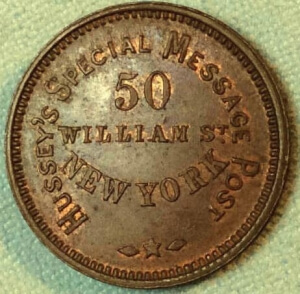 HUSSEY'S SPECIAL MESSAGE POST
50
WILLIAM ST.
NEW YORK